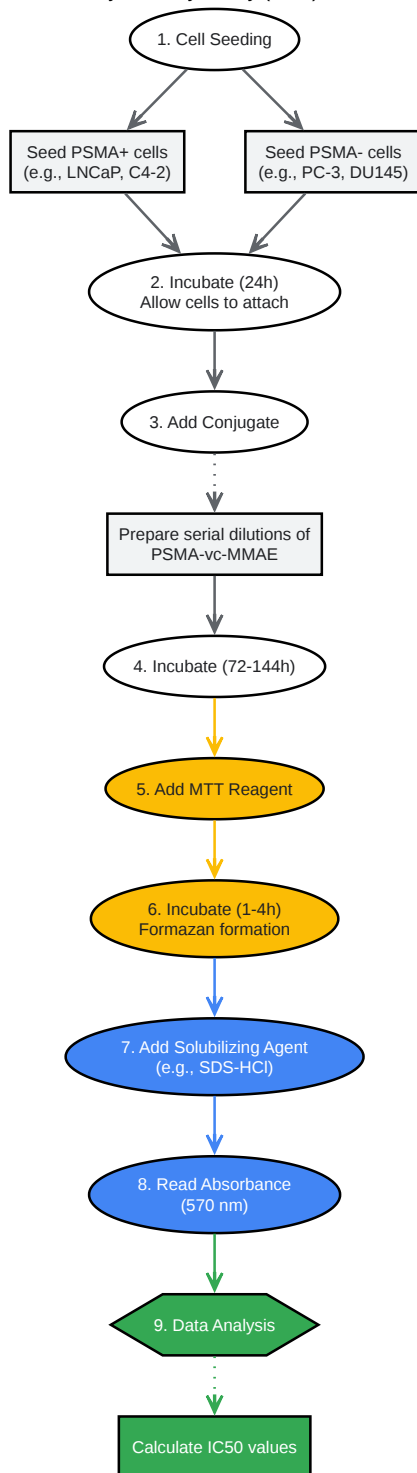 1. Cell Seeding
Seed PSMA+ cells
(e.g., LNCaP, C4-2)
Seed PSMA- cells
(e.g., PC-3, DU145)
2. Incubate (24h)
Allow cells to attach
3. Add Conjugate
Prepare serial dilutions of
PSMA-vc-MMAE
4. Incubate (72-144h)
5. Add MTT Reagent
6. Incubate (1-4h)
Formazan formation
7. Add Solubilizing Agent
(e.g., SDS-HCl)
8. Read Absorbance
(570 nm)
9. Data Analysis
Calculate IC50 values